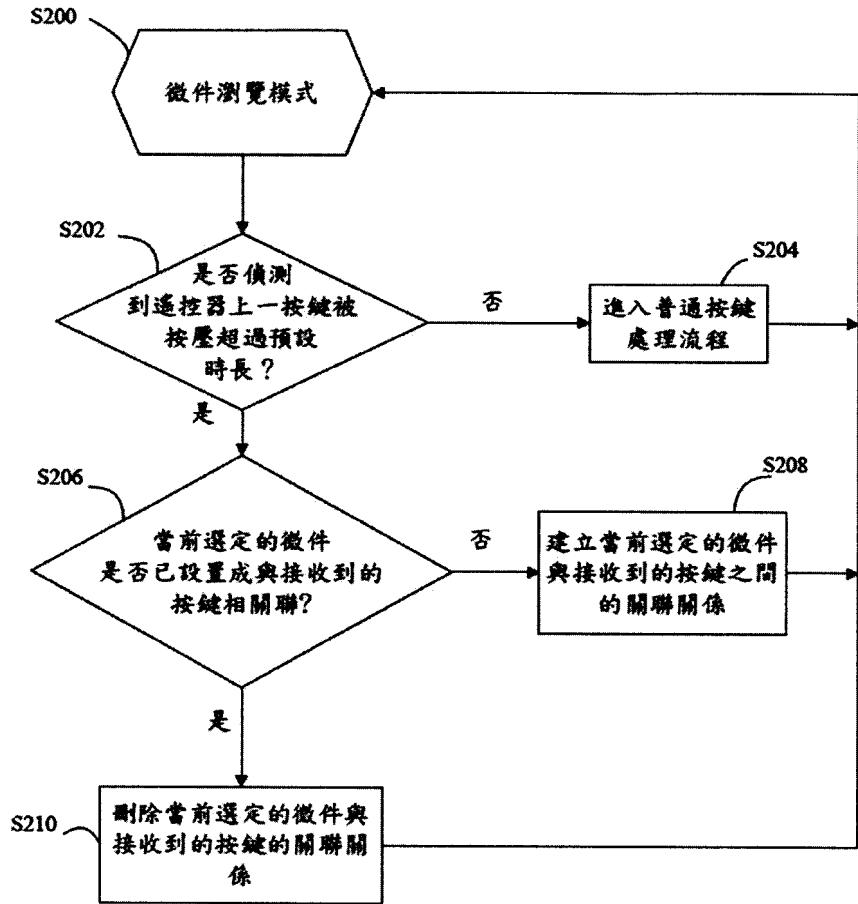 S200
微件瀏覽模式
S202
是否偵測
到遙控器上一按鍵被
按壓超過預設
時長？
否
S204
進入普通按鍵
處理流程
是
S206
當前選定的微件
是否已設置成與接收到的
按鍵相關聯?
否
S208
建立當前選定的微件
與接收到的按鍵之間
的關聯關係
是
S210
刪除當前選定的微件與
接收到的按鍵的關聯關
係